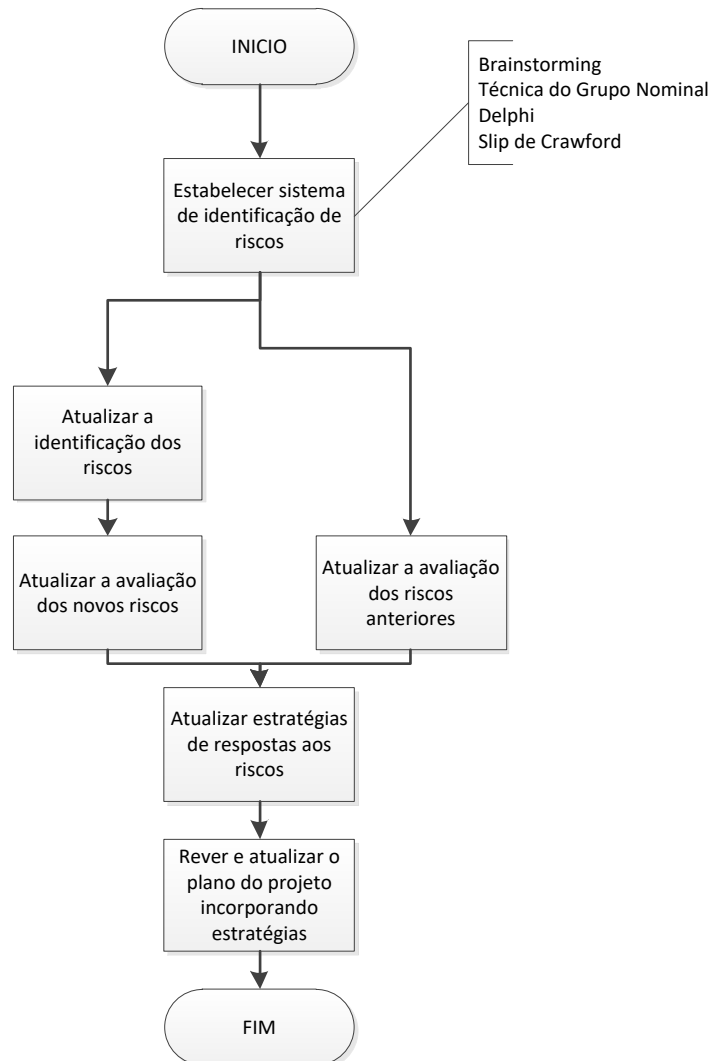 INICIO
Brainstorming
Técnica do Grupo Nominal
Delphi
Slip de Crawford
Estabelecer sistema
de identificação de
riscos
Atualizar a
identificação dos
riscos
Atualizar a avaliação
dos novos riscos
Atualizar a avaliação
dos riscos
anteriores
Atualizar estratégias
de respostas aos
riscos
Rever e atualizar o
plano do projeto
incorporando
estratégias
FIM